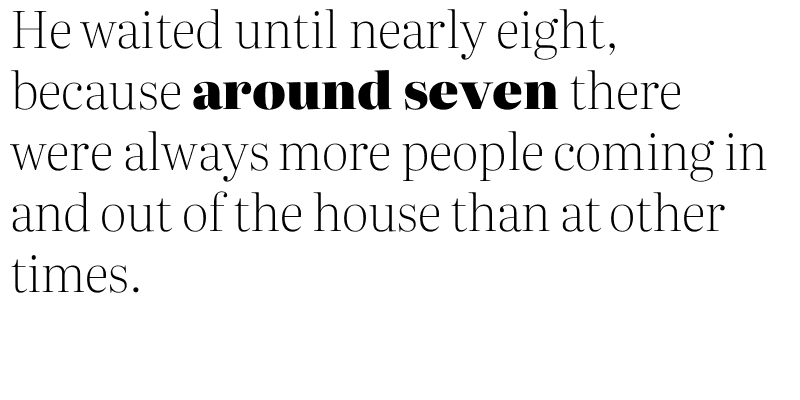 He waited until nearly eight,
because around seven there
were always more people coming in
and out of the house than at other
times.